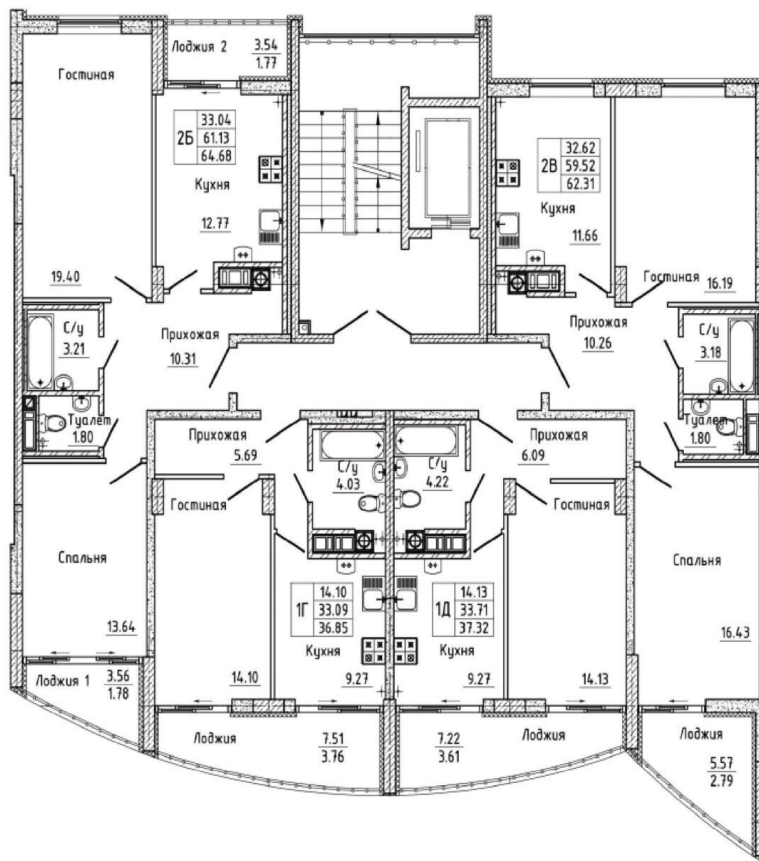 Лоджия 2
3.54
1.77
Гостиная
2Б
33.04
61.13
64.68
Кухня
12.77
19.40
2В
32.62
59.52
62.31
Кухня
11.66
Гостиная
16.19
С/у
3.21
Прихожая
10.31
Прихожая
10.26
С/у
3.18
Туалет
1.80
Туалет
1.80
Прихожая
5.69
С/у
4.03
С/у
4.22
Прихожая
6.09
Гостиная
Гостиная
Спальня
13.64
Спальня
16.43
1Г
14.10
33.09
36.85
Кухня
9.27
14.10
1Д
14.13
33.71
37.32
Кухня
9.27
14.13
Лоджия 1
3.56
1.78
Лоджия
7.51
3.76
7.22
3.61
Лоджия
Лоджия
5.57
2.79